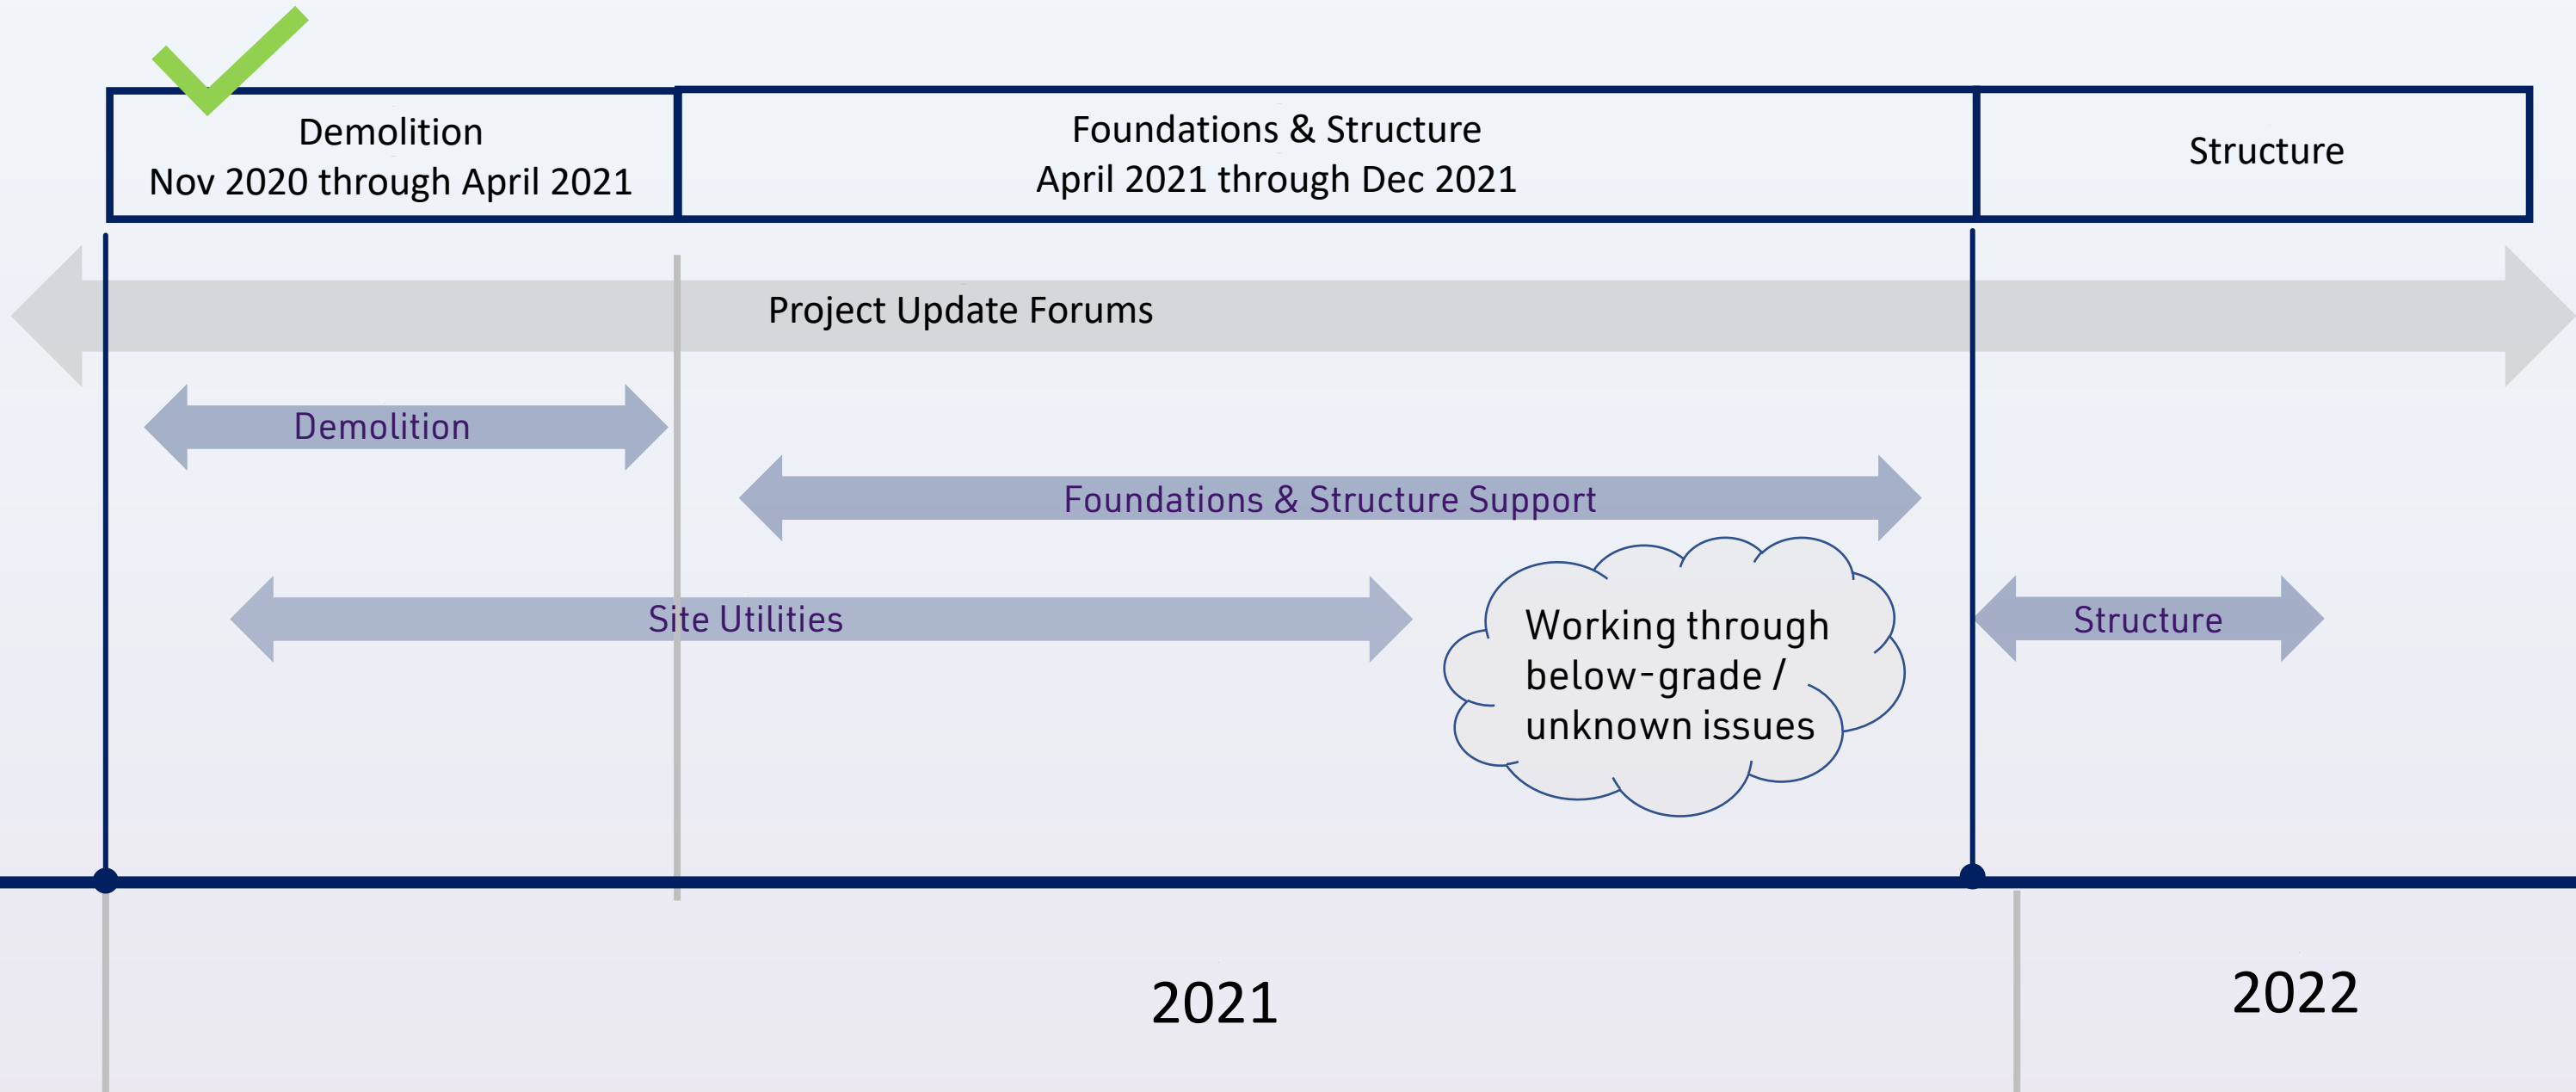 Demolition
Nov 2020 through April 2021
Foundations & Structure
April 2021 through Dec 2021
Structure
Project Update Forums
Demolition
Foundations & Structure Support
Site Utilities
Working through
below-grade /
unknown issues
Structure
2021
2022